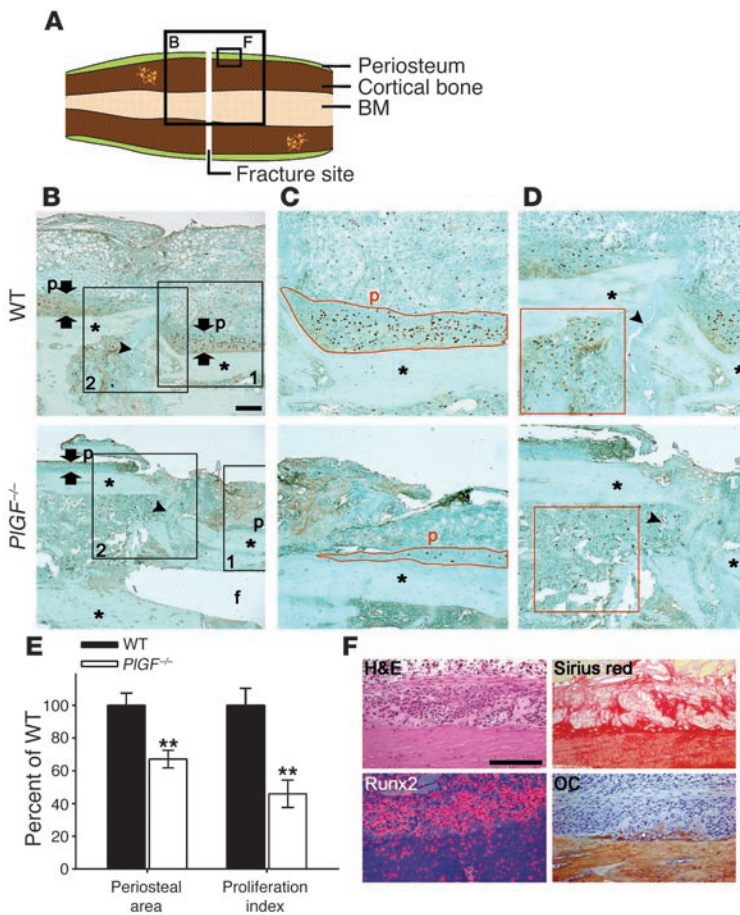 A
B
F
Periosteum
Cortical bone
BM
Fracture site
B
C
D
WT
p
*
p
*
2
1
p
*
*
*
PlGF−/−
p
*
2
p
*
1
f
*
p
*
*
*
E
WT
PlGF−/−
Percent of WT
100
80
60
40
20
0
**
**
Periosteal area
Proliferation index
F
H&E
Sirius red
Runx2
OC